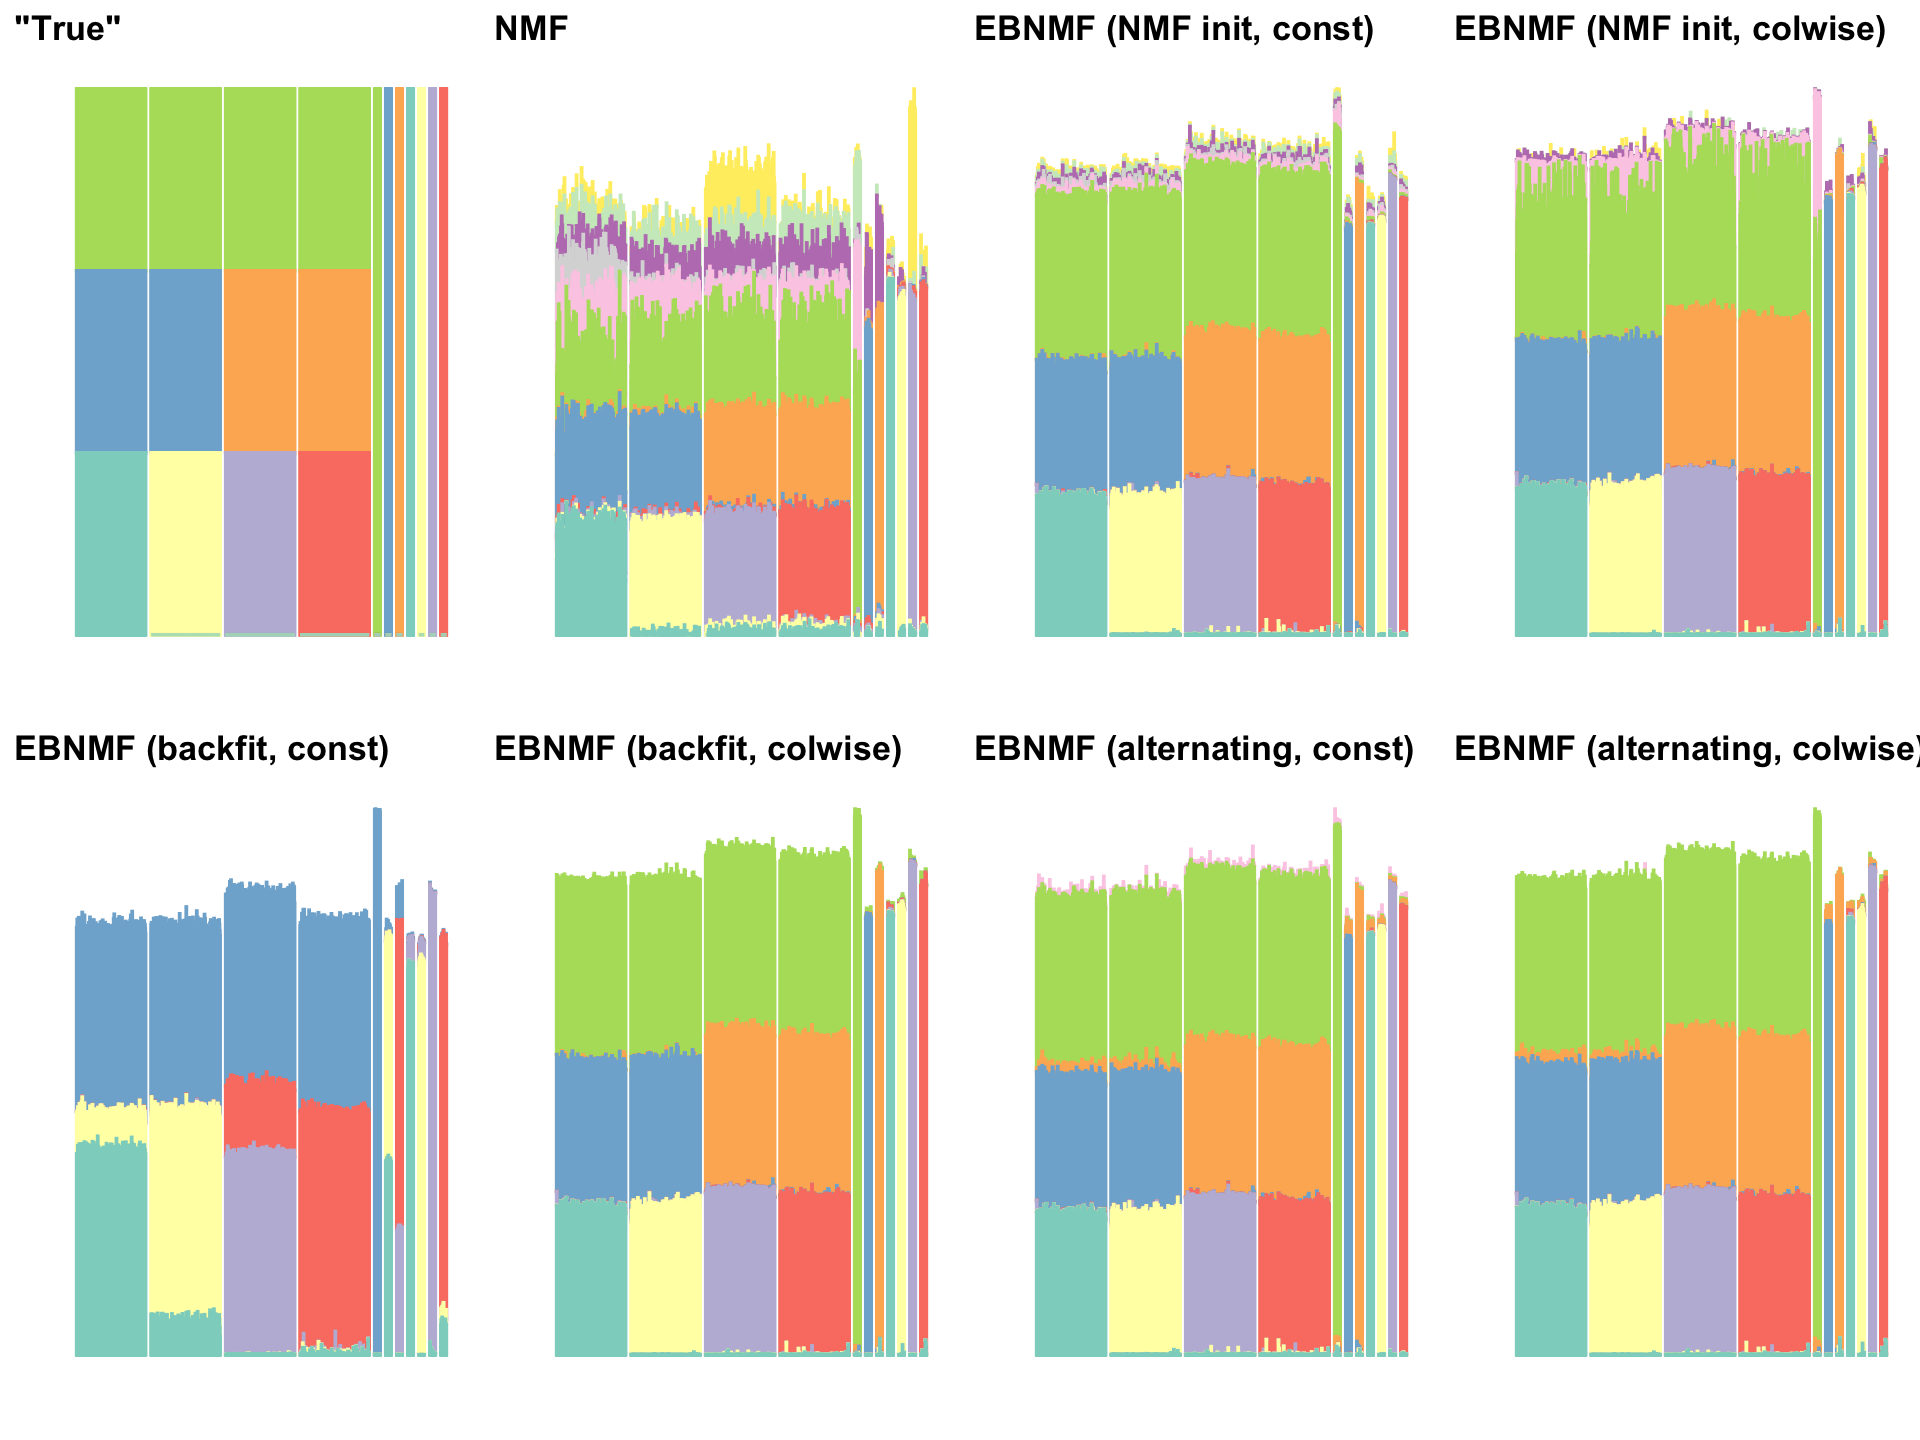 "True"
NMF
EBNMF (NMF init, const)
EBNMF (NMF init, colwise)
EBNMF (backfit, const)
EBNMF (backfit, colwise)
EBNMF (alternating, const)
EBNMF (alternating, colwise)